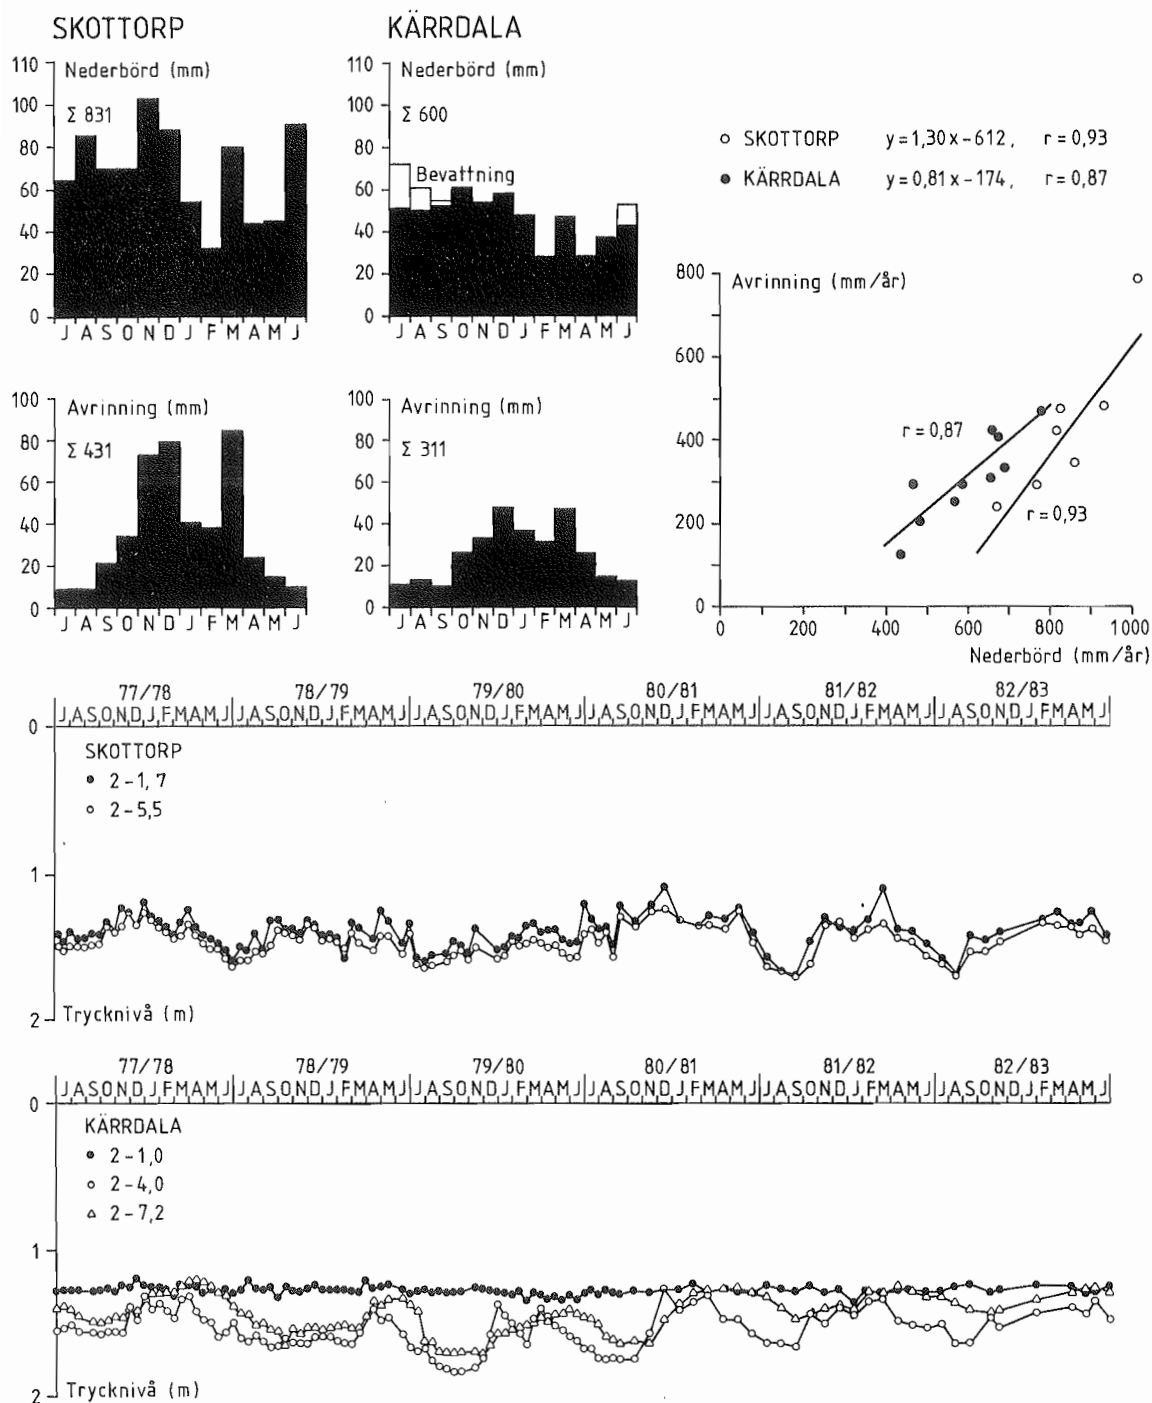 SKOTTORP
Nederbörd (mm)
Σ 831
110
100
80
60
40
20
0
J A S O N D J F M A M J
KÄRRDALA
Nederbörd (mm)
Σ 600
Bevattning
110
100
80
60
40
20
0
J A S O N D J F M A M J
SKOTTORP y=1,30x-612, r=0,93
KÄRRDALA y=0,81x-174, r=0,87
Avrinning (mm)
Σ 431
100
80
60
40
20
0
J A S O N D J F M A M J
Avrinning (mm)
Σ 311
100
80
60
40
20
0
J A S O N D J F M A M J
Avrinning (mm/år)
800
600
400
200
0
r=0,87
r=0,93
0 200 400 600 800 1000
Nederbörd (mm/år)
77/78 78/79 79/80 80/81 81/82 82/83
J A S O N D J F M A M J J A S O N D J F M A M J J A S O N D J F M A M J J A S O N D J F M A M J J A S O N D J F M A M J J A S O N D J F M A M J
0
SKOTTORP
2-1,7
2-5,5
1
2
Trycknivå (m)
77/78 78/79 79/80 80/81 81/82 82/83
J A S O N D J F M A M J J A S O N D J F M A M J J A S O N D J F M A M J J A S O N D J F M A M J J A S O N D J F M A M J J A S O N D J F M A M J
0
KÄRRDALA
2-1,0
2-4,0
2-7,2
1
2
Trycknivå (m)